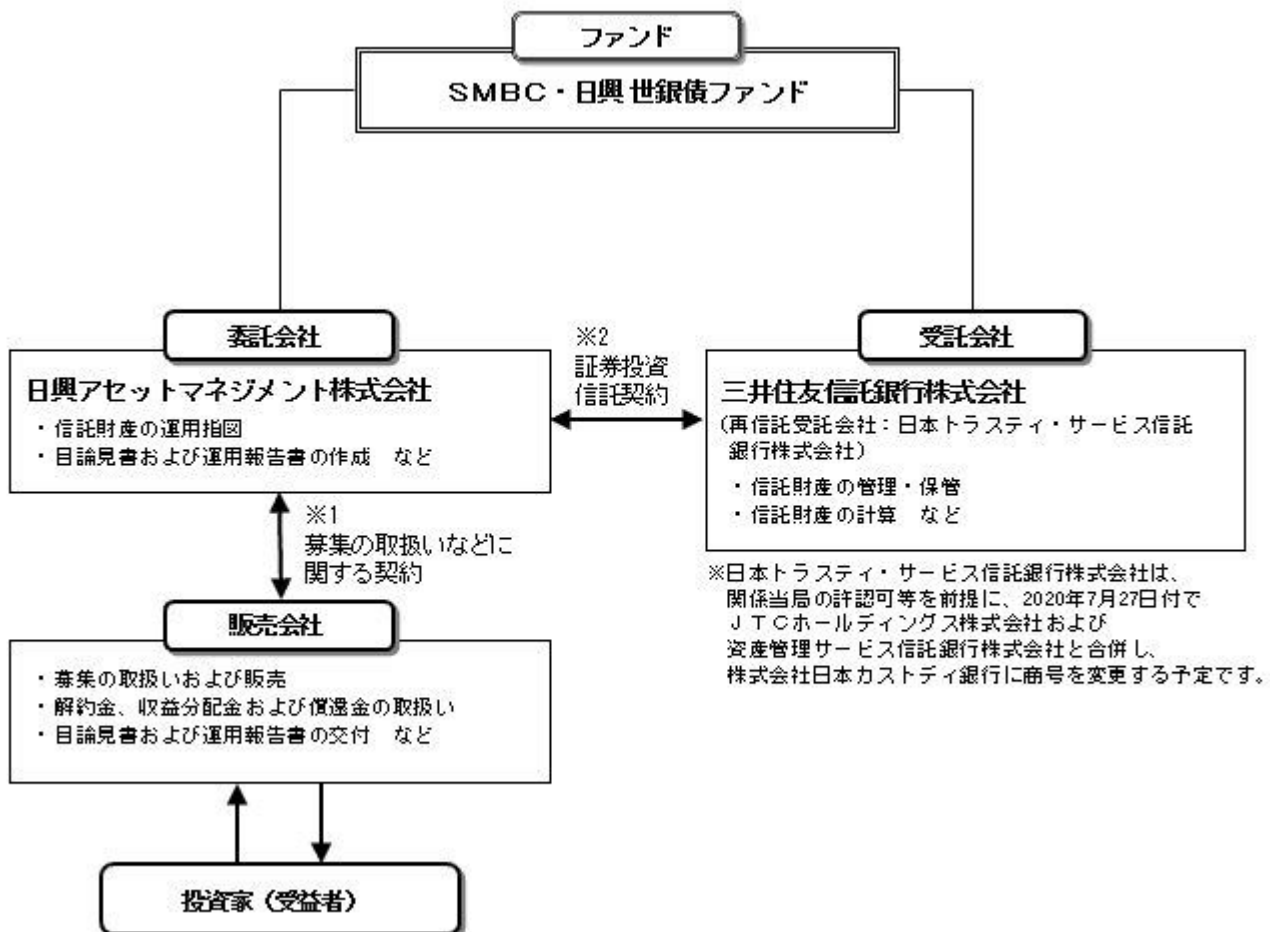 ファンド
SMBC・日興世銀債ファンド
委託会社
日興アセットマネジメント株式会社
・信託財産の運用指図
・目論見書および運用報告書の作成　など
※2
証券投資
信託契約
受託会社
三井住友信託銀行株式会社
（再信託受託会社：日本トラスティ・サービス信託
銀行株式会社）
・信託財産の管理・保管
・信託財産の計算　など
※1
募集の取扱いなどに
関する契約
※日本トラスティ・サービス信託銀行株式会社は、
関係当局の許認可等を前提に、2020年7月27日付で
ＪＴＣホールディングス株式会社および
資産管理サービス信託銀行株式会社と合併し、
株式会社日本カストディ銀行に商号を変更する予定です。
販売会社
・募集の取扱いおよび販売
・解約金、収益分配金および償還金の取扱い
・目論見書および運用報告書の交付　など
投資家（受益者）